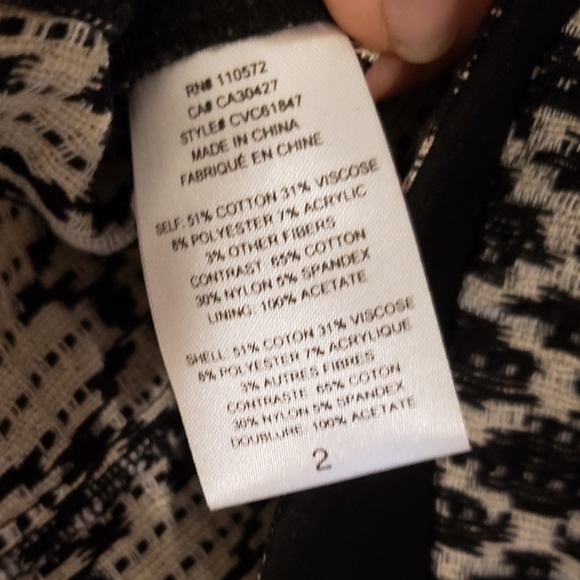 RN# 110572
CA# CA30427
STYLE# CVC61847
MADE IN CHINA
FABRIQUÉ EN CHINE
SELF: 51% COTTON 31% VISCOSE
8% POLYESTER 7% ACRYLIC
3% OTHER FIBERS
CONTRAST: 65% COTTON
30% NYLON 5% SPANDEX
LINING: 100% ACETATE
SHELL: 51% COTON 31% VISCOSE
8% POLYESTER 7% ACRYLIQUE
3% AUTRES FIBRES
CONTRASTE: 65% COTON
30% NYLON 5% SPANDEX
DOUBLURE: 100% ACETATE
2